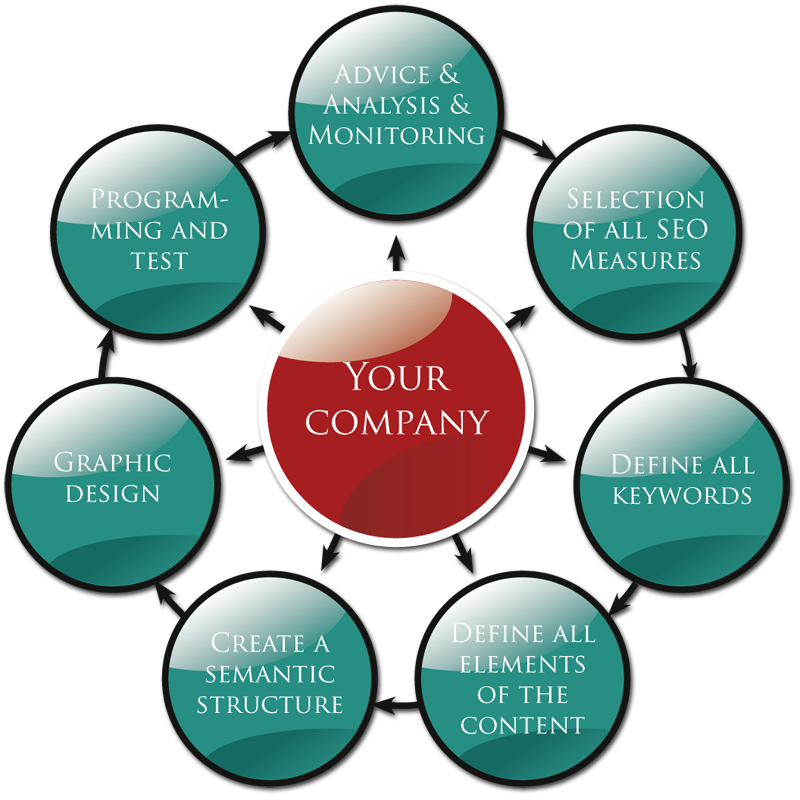 Advice &
Analysis &
Monitoring
Selection
of all SEO
Measures
Define all
keywords
Define all
elements
of the
content
Create a
semantic
structure
Graphic
design
Program-
ming and
test
Your
company